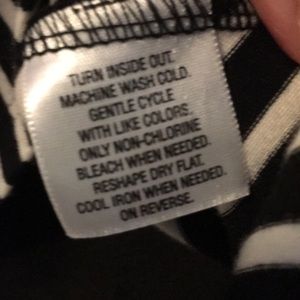 TURN INSIDE OUT.
MACHINE WASH COLD.
GENTLE CYCLE
WITH LIKE COLORS.
ONLY NON-CHLORINE
BLEACH WHEN NEEDED.
RESHAPE DRY FLAT.
COOL IRON WHEN NEEDED.
ON REVERSE.